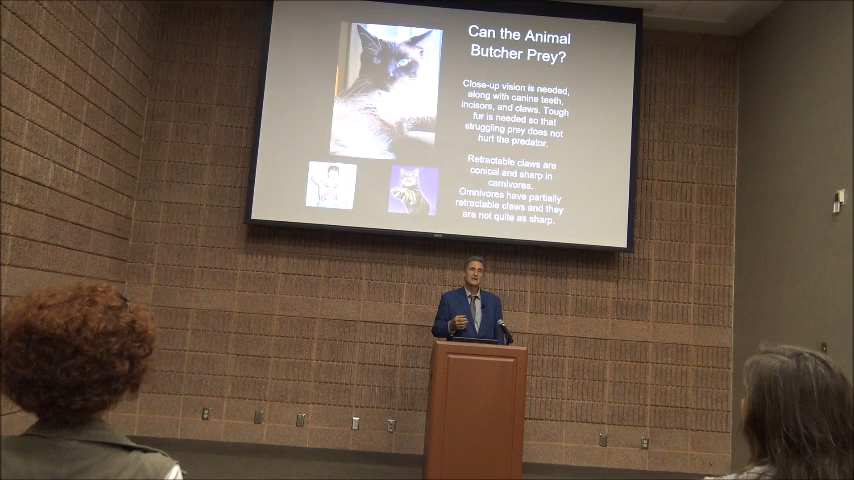 Can the Animal
Butcher Prey?
Close-up vision is needed,
along with canine teeth,
incisors, and claws. Tough
fur is needed so that
struggling prey does not
hurt the predator.
Retractable claws are
conical and sharp in
carnivores.
Omnivores have partially
retractable claws and they
are not quite as sharp.